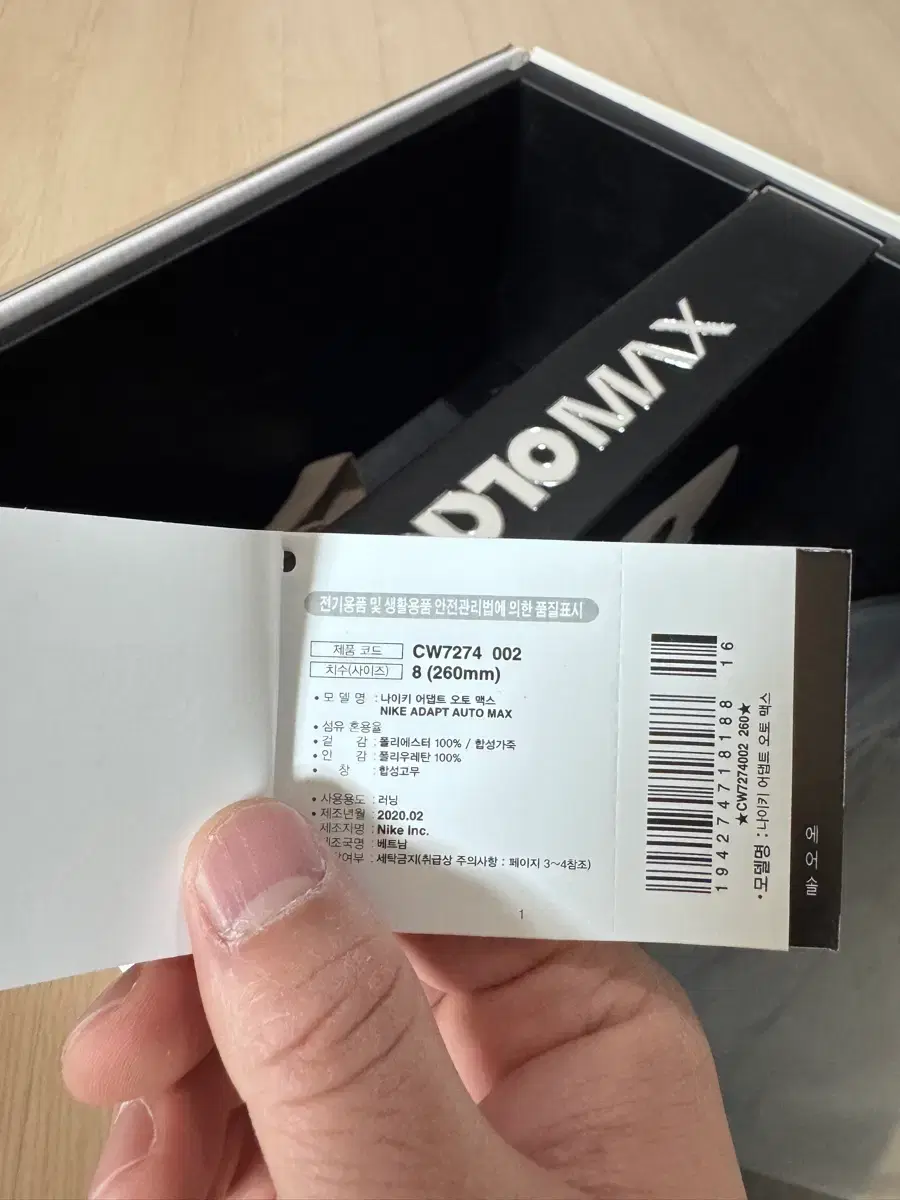 OTOMAX
전기용품 및 생활용품 안전관리법에 의한 품질표시
제품 코드 CW7274 002
치수(사이즈) 8 (260mm)
• 모 델 명 : 나이키 어댑트 오토 맥스
NIKE ADAPT AUTO MAX
• 섬유 혼용율
• 겉 감 : 폴리에스터 100% / 합성가죽
• 인 감 : 폴리우레탄 100%
• 창 : 합성고무
• 사용용도 : 러닝
• 제조년월 : 2020.02
제조자명 : Nike Inc.
제조국명 : 베트남
여부 : 세탁금지(취급상 주의사항 : 페이지 3~4참조)
1
194274718188 16
★CW7274002 260★
• 모델명 : 나이키 어댑트 오토 맥스
에어솔